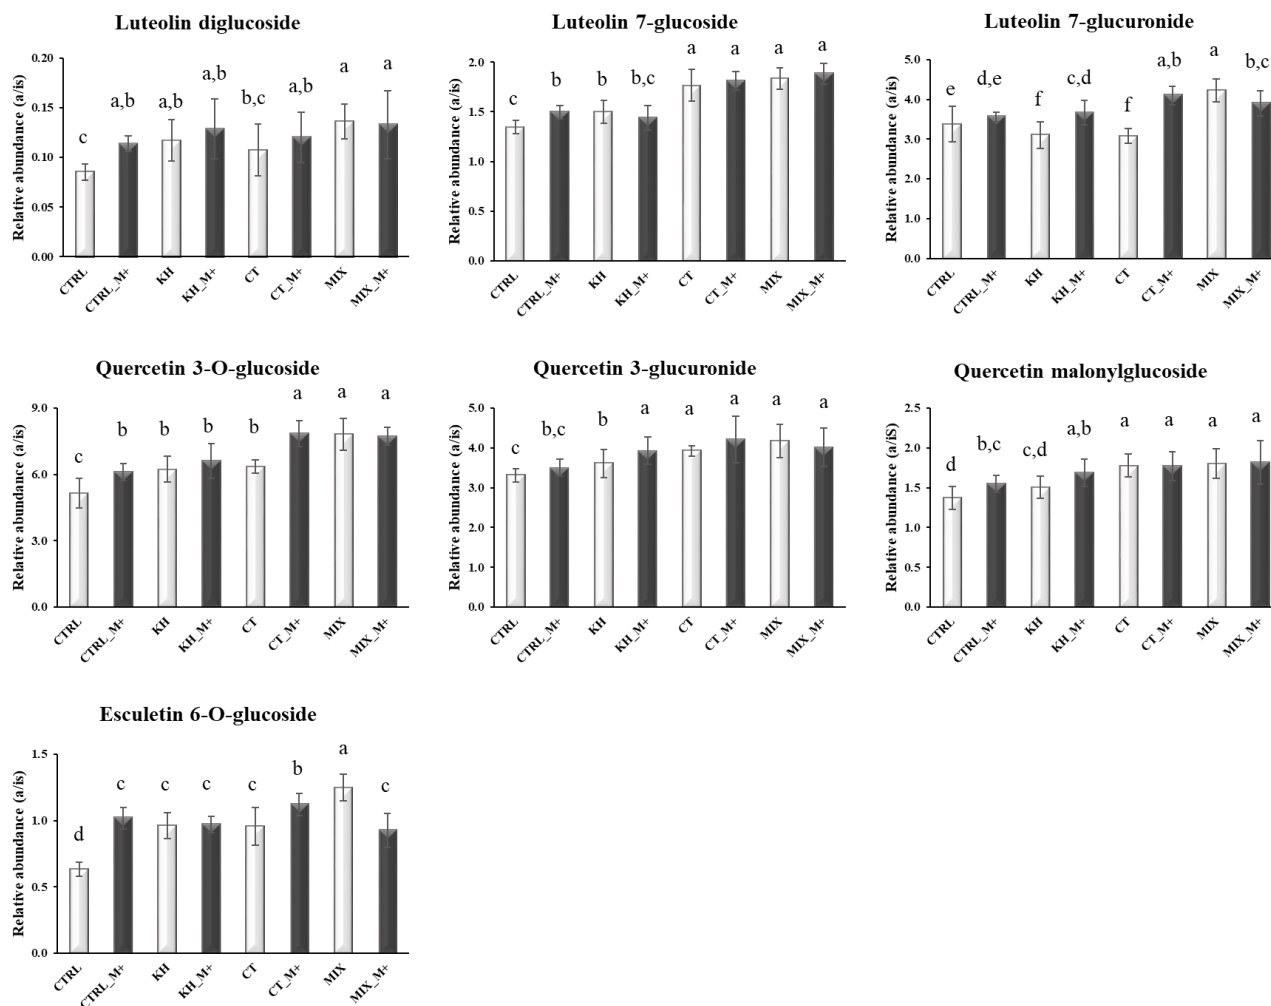 Luteolin diglucoside
Relative abundance (a/is)
0.20
0.15
0.10
0.05
0.00
c
a,b
a,b
a,b
b,c
a,b
a
a
CTRL
CTRL_M+
KH
KH_M+
CT
CT_M+
MIX
MIX_M+
Luteolin 7-glucoside
Relative abundance (a/is)
2.0
1.5
1.0
0.5
0.0
c
b
b
b,c
a
a
a
a
CTRL
CTRL_M+
KH
KH_M+
CT
CT_M+
MIX
MIX_M+
Luteolin 7-glucuronide
Relative abundance (a/is)
5.0
4.0
3.0
2.0
1.0
0.0
e
d,e
f
c,d
f
a,b
a
b,c
CTRL
CTRL_M+
KH
KH_M+
CT
CT_M+
MIX
MIX_M+
Quercetin 3-O-glucoside
Relative abundance (a/is)
9.0
6.0
3.0
0.0
c
b
b
b
b
a
a
a
CTRL
CTRL_M+
KH
KH_M+
CT
CT_M+
MIX
MIX_M+
Quercetin 3-glucuronide
Relative abundance (a/is)
5.0
4.0
3.0
2.0
1.0
0.0
c
b,c
b
a
a
a
a
a
CTRL
CTRL_M+
KH
KH_M+
CT
CT_M+
MIX
MIX_M+
Quercetin malonylglucoside
Relative abundance (a/iS)
2.5
2.0
1.5
1.0
0.5
0.0
d
b,c
c,d
a,b
a
a
a
a
CTRL
CTRL_M+
KH
KH_M+
CT
CT_M+
MIX
MIX_M+
Esculetin 6-O-glucoside
Relative abundance (a/is)
1.5
1.0
0.5
0.0
d
c
c
c
c
b
a
c
CTRL
CTRL_M+
KH
KH_M+
CT
CT_M+
MIX
MIX_M+